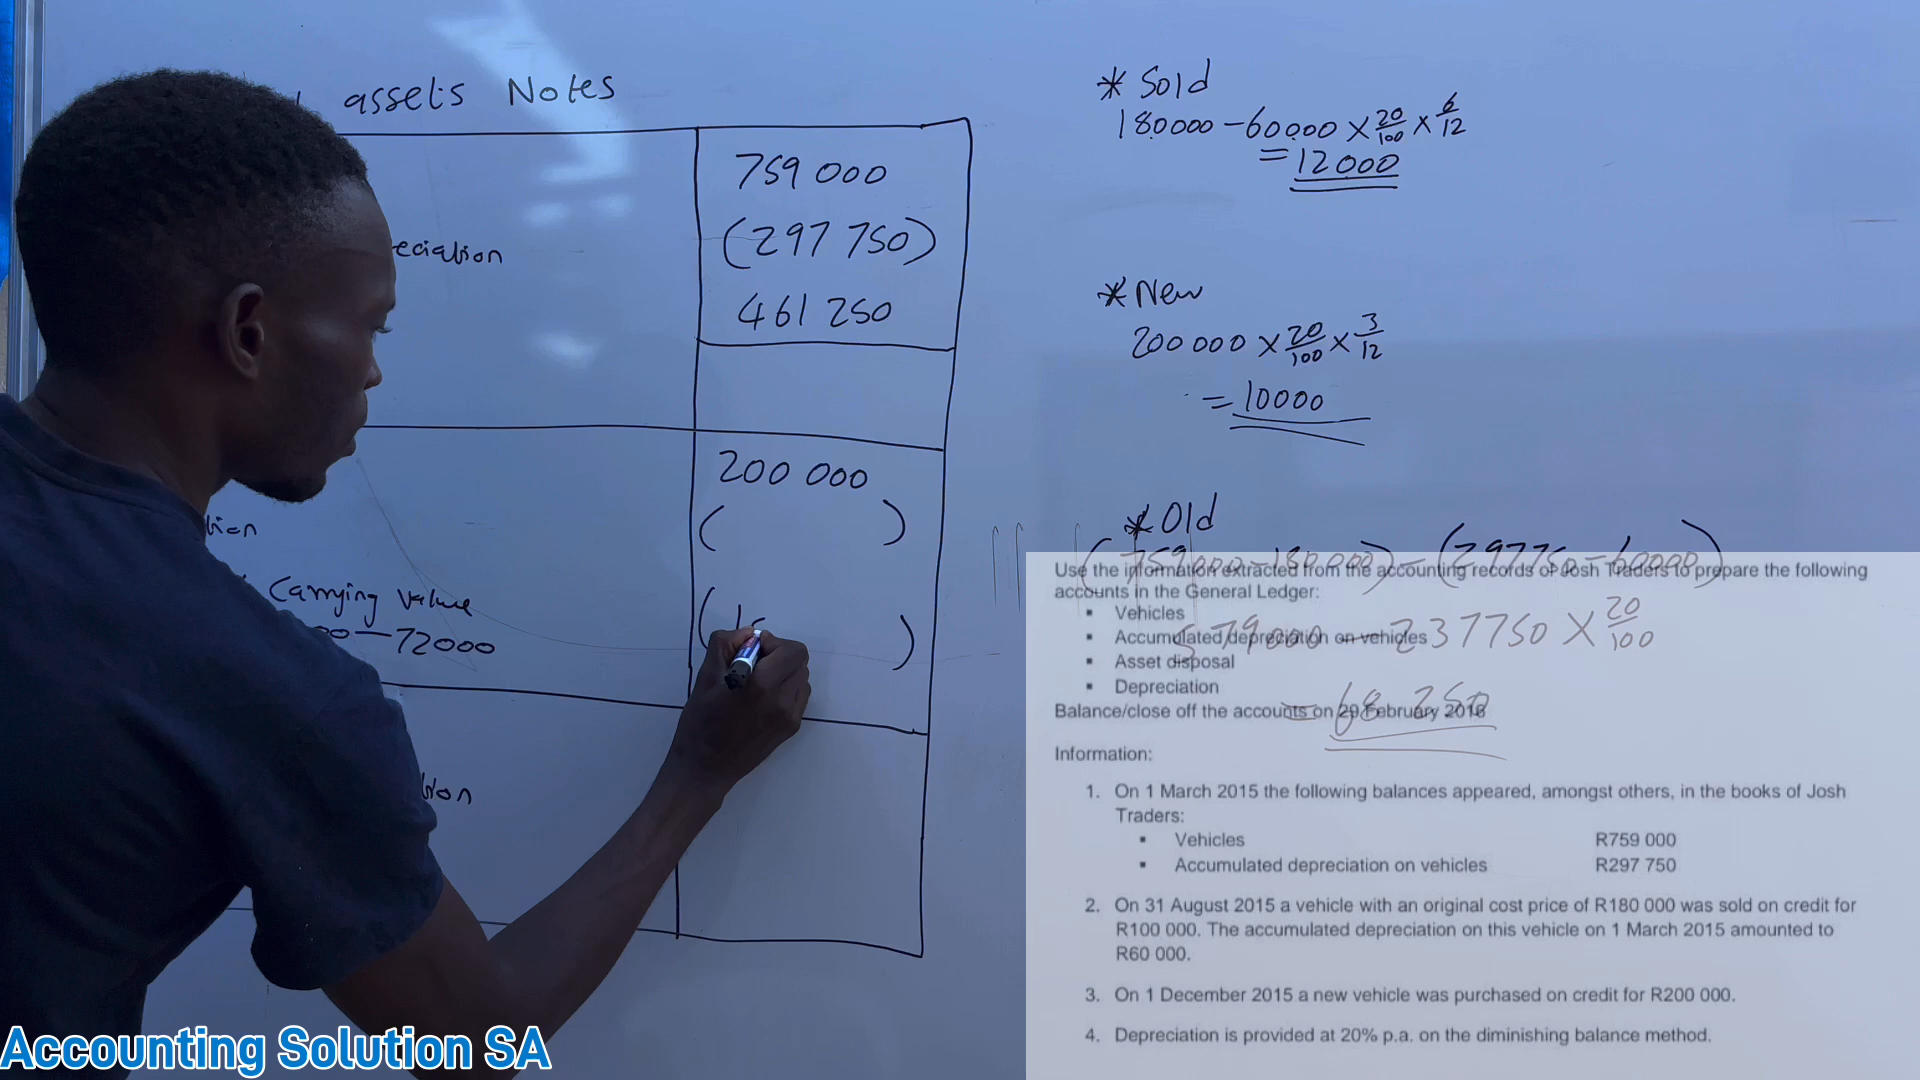 assets Notes
759 000
eciation
(297 750)
461 250
200 000
tion
( )
Carrying Value
00-72000
( )
tion
* Sold
180000-60000 × 20/100 × 6/12
= 12000
* New
200 000 × 20/100 × 3/12
= 10000
* Old
(759000-180000) - (297750-60000)
579000 - 237750 × 20/100
= 68 250
Use the information extracted from the accounting records of Josh Traders to prepare the following
accounts in the General Ledger:
▪ Vehicles
▪ Accumulated depreciation on vehicles
▪ Asset disposal
▪ Depreciation
Balance/close off the accounts on 29 February 2016
Information:
1. On 1 March 2015 the following balances appeared, amongst others, in the books of Josh
Traders:
▪ Vehicles R759 000
▪ Accumulated depreciation on vehicles R297 750
2. On 31 August 2015 a vehicle with an original cost price of R180 000 was sold on credit for
R100 000. The accumulated depreciation on this vehicle on 1 March 2015 amounted to
R60 000.
3. On 1 December 2015 a new vehicle was purchased on credit for R200 000.
4. Depreciation is provided at 20% p.a. on the diminishing balance method.
Accounting Solution SA